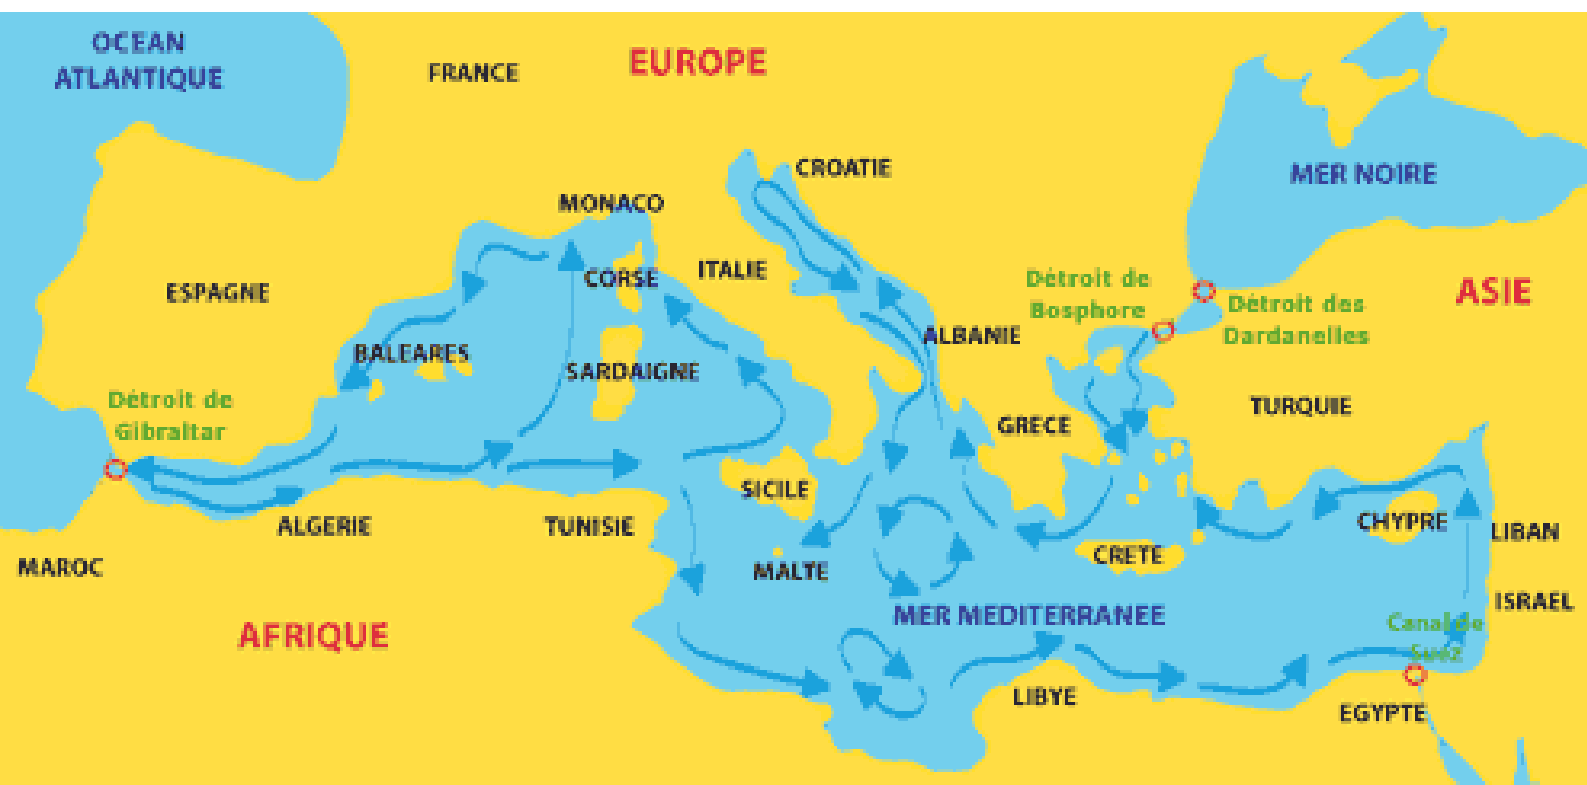 OCEAN
ATLANTIQUE
FRANCE
EUROPE
CROATIE
MER NOIRE
MONACO
ESPAGNE
CORSE
ITALIE
Détroit de
Bosphore
Détroit des
Dardanelles
ASIE
BALEARES
SARDAIGNE
ALBANIE
Détroit de
Gibraltar
GRECE
TURQUIE
SICILE
ALGERIE
TUNISIE
MALTE
CRETE
CHYPRE
LIBAN
MAROC
AFRIQUE
MER MEDITERRANEE
ISRAEL
Canal de
Suez
LIBYE
EGYPTE